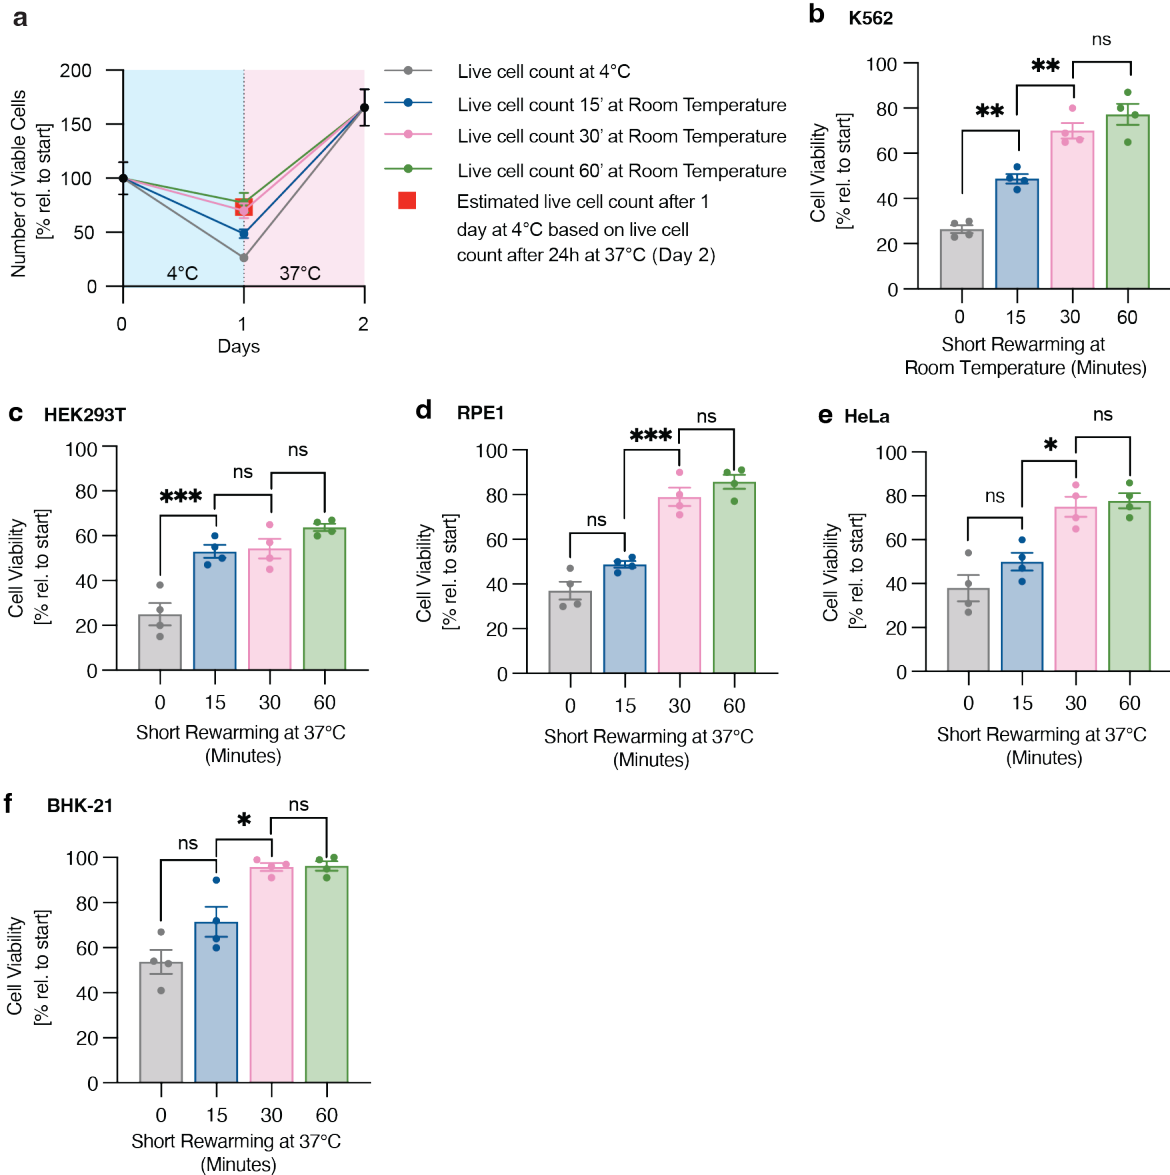 a
200
150
100
50
0
Number of Viable Cells
[% rel. to start]
4°C
37°C
0
1
2
Days
Live cell count at 4°C
Live cell count 15' at Room Temperature
Live cell count 30' at Room Temperature
Live cell count 60' at Room Temperature
Estimated live cell count after 1
day at 4°C based on live cell
count after 24h at 37°C (Day 2)
b
K562
ns
**
**
100
80
60
40
20
0
Cell Viability
[% rel. to start]
0
15
30
60
Short Rewarming at
Room Temperature (Minutes)
c
HEK293T
***
ns
ns
100
80
60
40
20
0
Cell Viability
[% rel. to start]
0
15
30
60
Short Rewarming at 37°C
(Minutes)
d
RPE1
ns
***
ns
100
80
60
40
20
0
Cell Viability
[% rel. to start]
0
15
30
60
Short Rewarming at 37°C
(Minutes)
e
HeLa
ns
*
ns
100
80
60
40
20
0
Cell Viability
[% rel. to start]
0
15
30
60
Short Rewarming at 37°C
(Minutes)
f
BHK-21
ns
*
ns
100
80
60
40
20
0
Cell Viability
[% rel. to start]
0
15
30
60
Short Rewarming at 37°C
(Minutes)